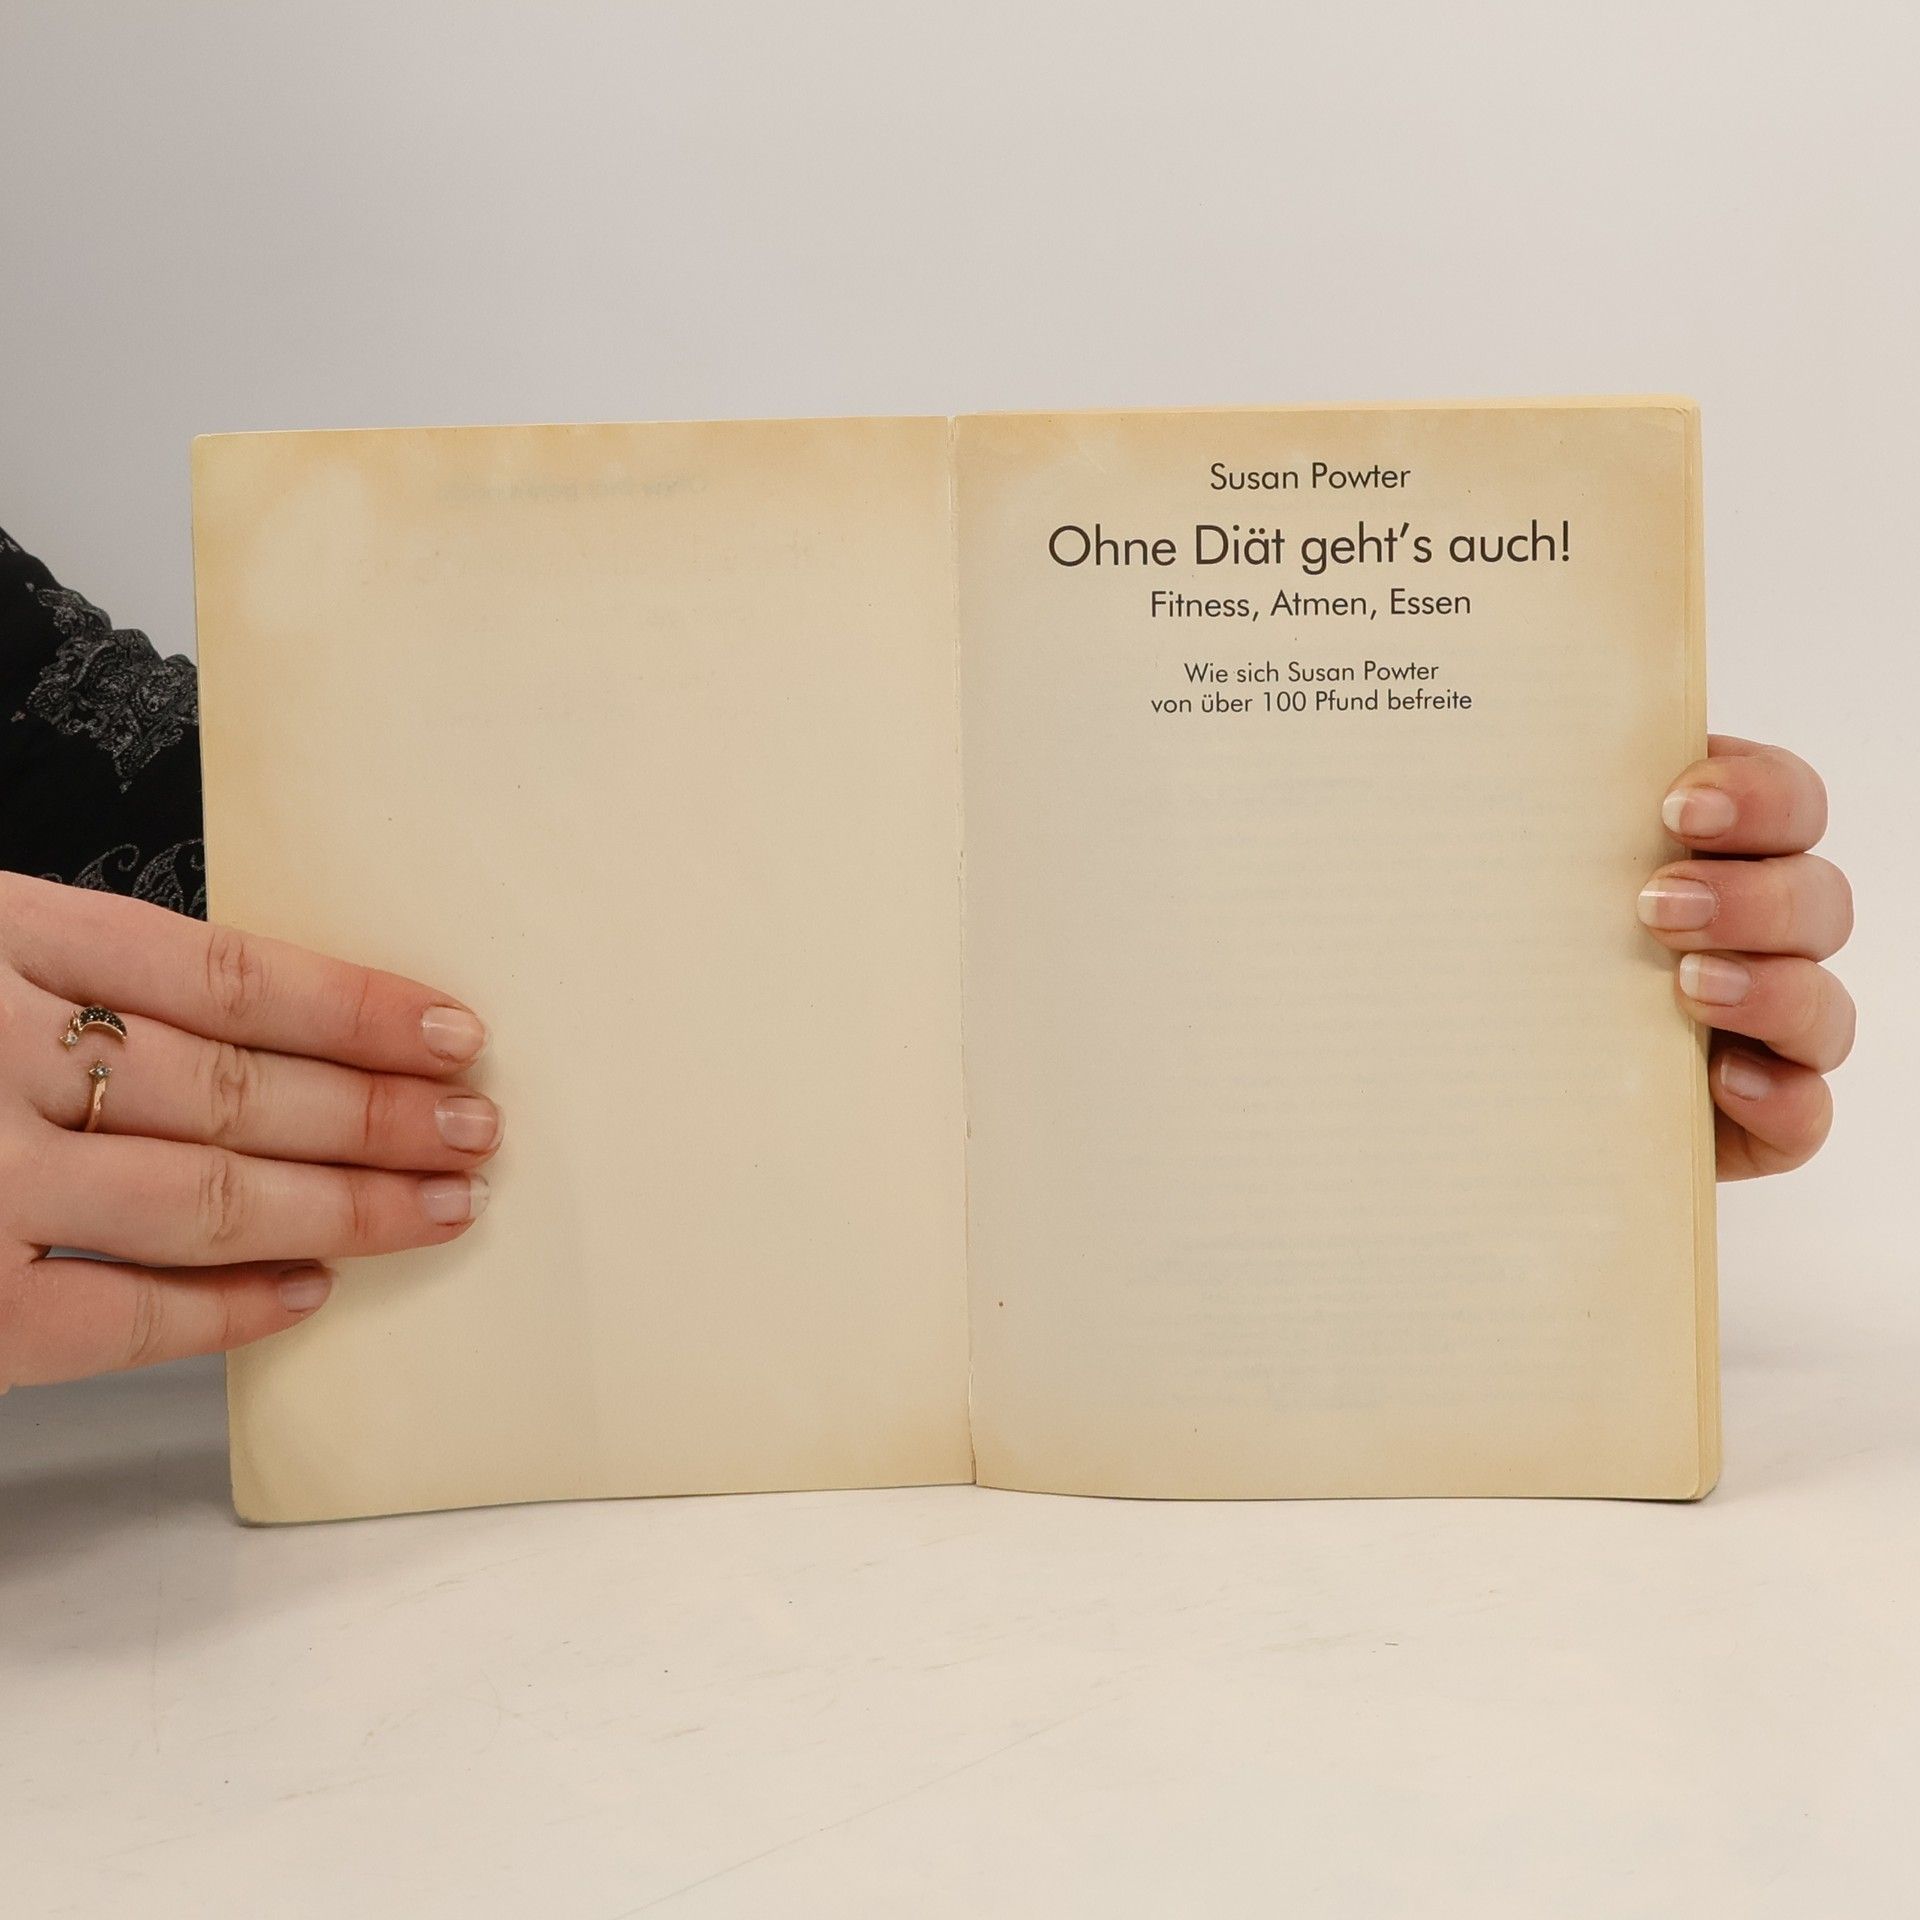 Susan Powter
Ohne Diät geht's auch!
Fitness, Atmen, Essen
Wie sich Susan Powter
von über 100 Pfund befreite